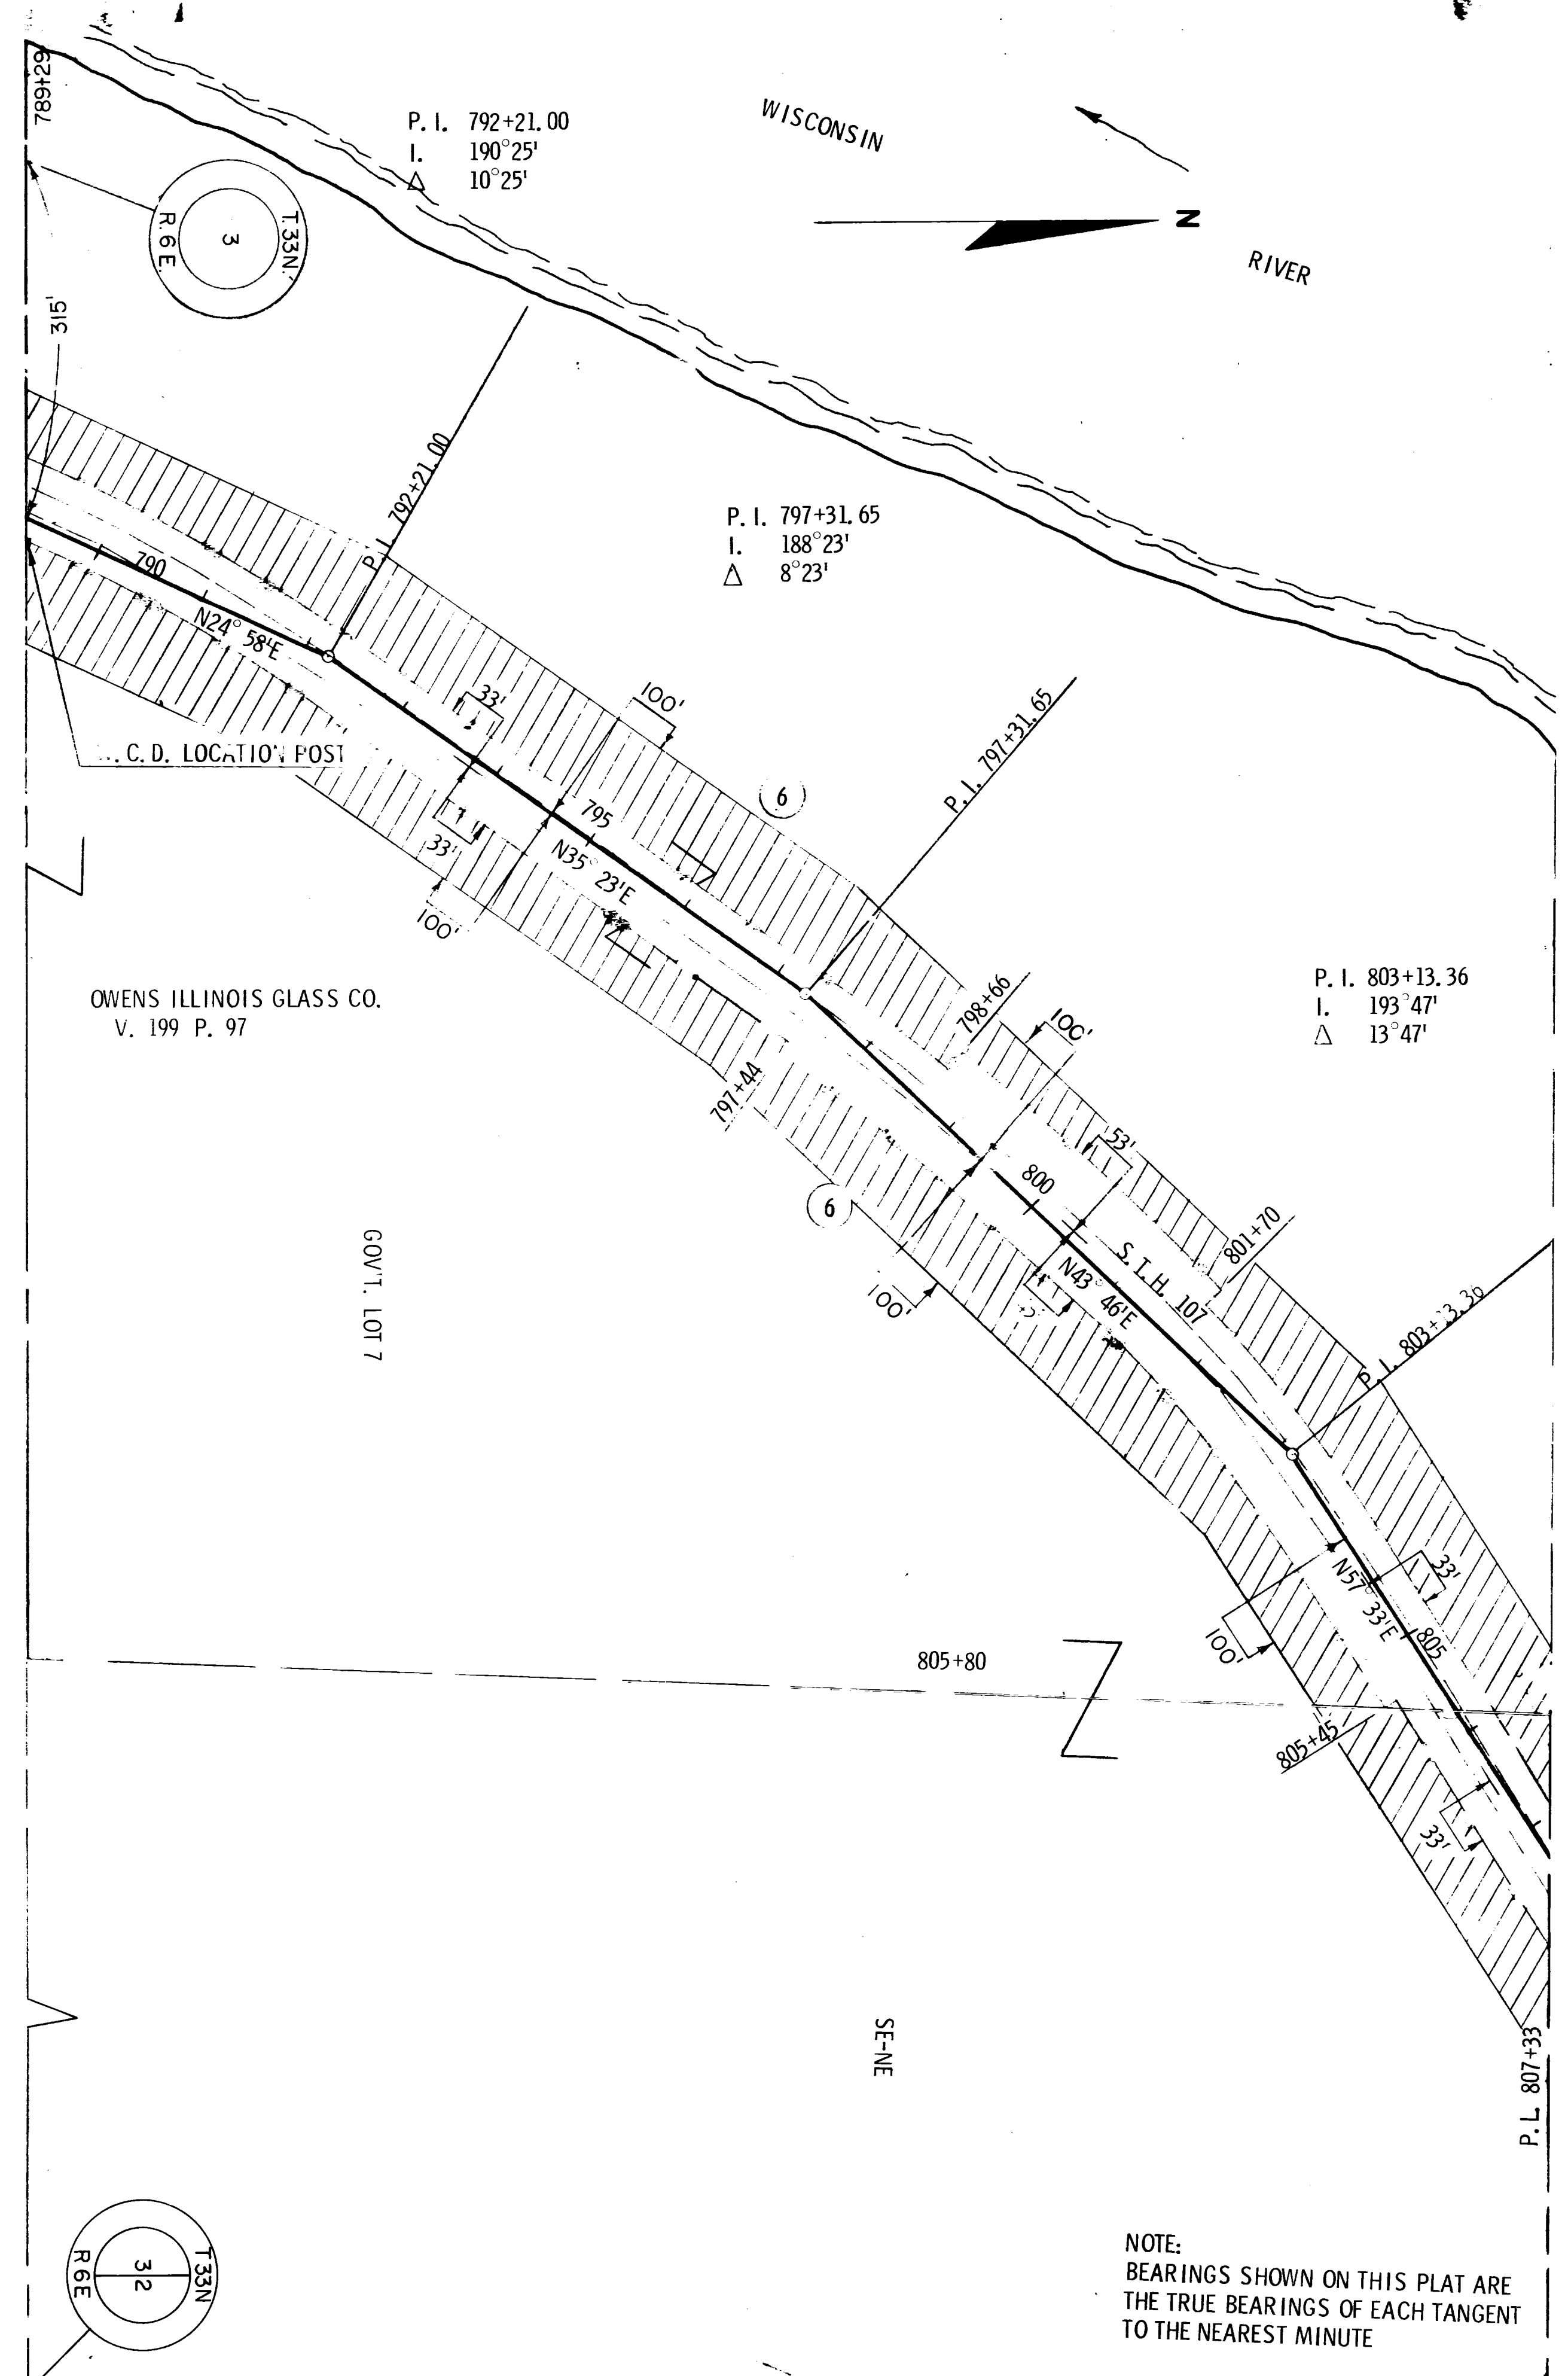 789+29
P. I. 792+21.00
I. 190°25'
Δ 10°25'
WISCONSIN
RIVER
N
T.33N.
3
R.6E.
315'
P. I. 792+21.00
790
N24° 58'E
C. D. LOCATION POST
P. I. 797+31.65
I. 188°23'
Δ 8°23'
33'
100'
P. I. 797+31.65
6
795
N35° 23'E
33'
100'
OWENS ILLINOIS GLASS CO.
V. 199 P. 97
798+66
100'
P. I. 803+13.36
I. 193°47'
Δ 13°47'
797+44
53'
800
6
S. T. H. 107
801+70
N43° 46'E
100'
GOV'T. LOT 7
P. I. 803+13.36
33'
N57° 33'E
805
100'
805+80
805+45
33'
SE-NE
P. L. 807+33
T33N
3
2
R6E
NOTE:
BEARINGS SHOWN ON THIS PLAT ARE
THE TRUE BEARINGS OF EACH TANGENT
TO THE NEAREST MINUTE